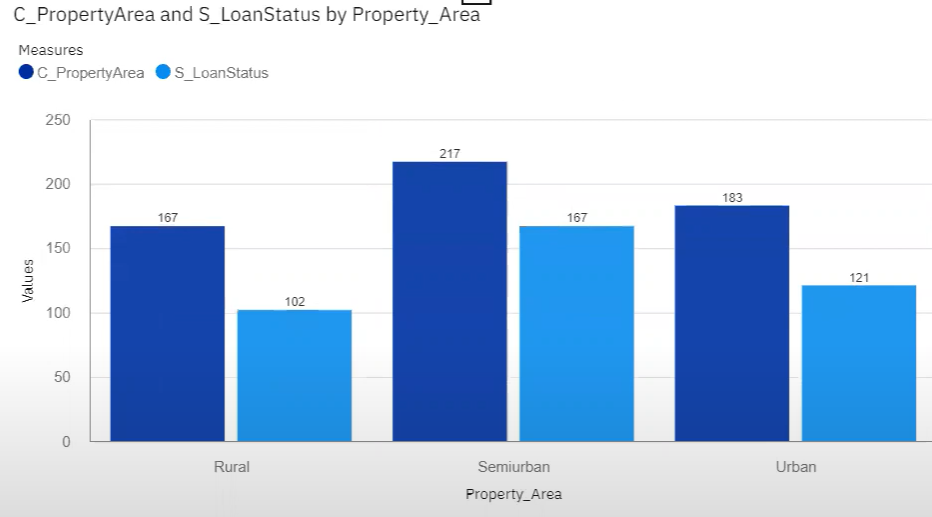 C_PropertyArea and S_LoanStatus by Property_Area
Measures
C_PropertyArea S_LoanStatus
250
200
150
100
50
0
Values
167
102
217
167
183
121
Rural Semiurban Urban
Property_Area